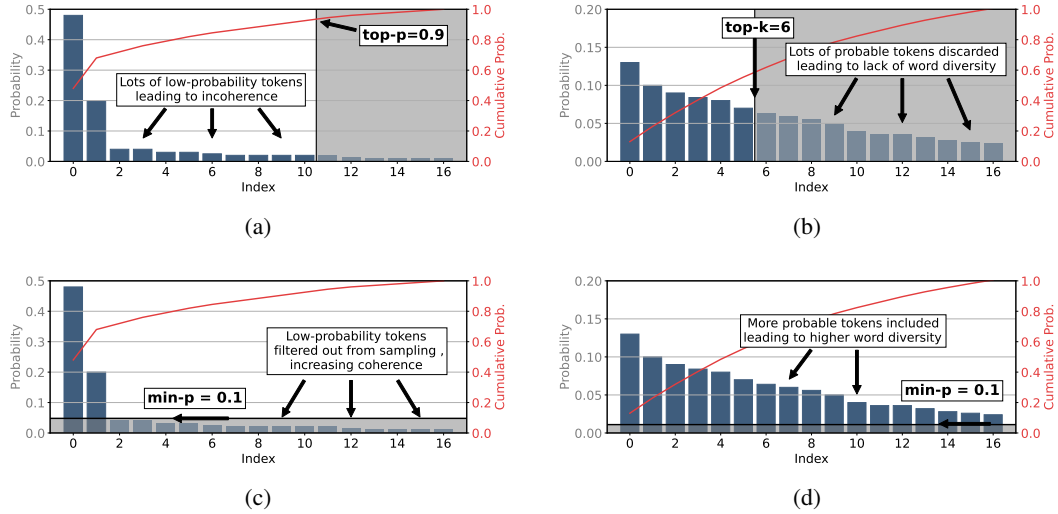 0.5
0.4
0.3
0.2
0.1
0.0
Probability
0 2 4 6 8 10 12 14 16
Index
1.0
0.8
0.6
0.4
0.2
0.0
Cumulative Prob.
top-p=0.9
Lots of low-probability tokens
leading to incoherence
(a)
0.20
0.15
0.10
0.05
0.00
Probability
0 2 4 6 8 10 12 14 16
Index
1.0
0.8
0.6
0.4
0.2
0.0
Cumulative Prob.
top-k=6
Lots of probable tokens discarded
leading to lack of word diversity
(b)
0.5
0.4
0.3
0.2
0.1
0.0
Probability
0 2 4 6 8 10 12 14 16
Index
1.0
0.8
0.6
0.4
0.2
0.0
Cumulative Prob.
Low-probability tokens
filtered out from sampling ,
increasing coherence
min-p = 0.1
(c)
0.20
0.15
0.10
0.05
0.00
Probability
0 2 4 6 8 10 12 14 16
Index
1.0
0.8
0.6
0.4
0.2
0.0
Cumulative Prob.
More probable tokens included
leading to higher word diversity
min-p = 0.1
(d)